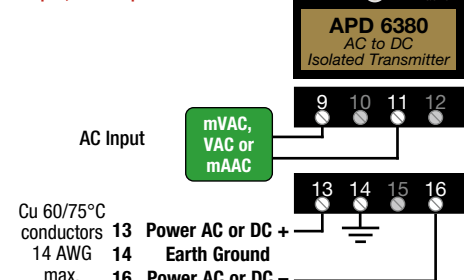 APD 6380
AC to DC
Isolated Transmitter
9 10 11 12
AC Input
mVAC,
VAC or
mAAC
13 14 15 16
Cu 60/75°C
conductors
14 AWG
max.
13 Power AC or DC +
14 Earth Ground
16 Power AC or DC –